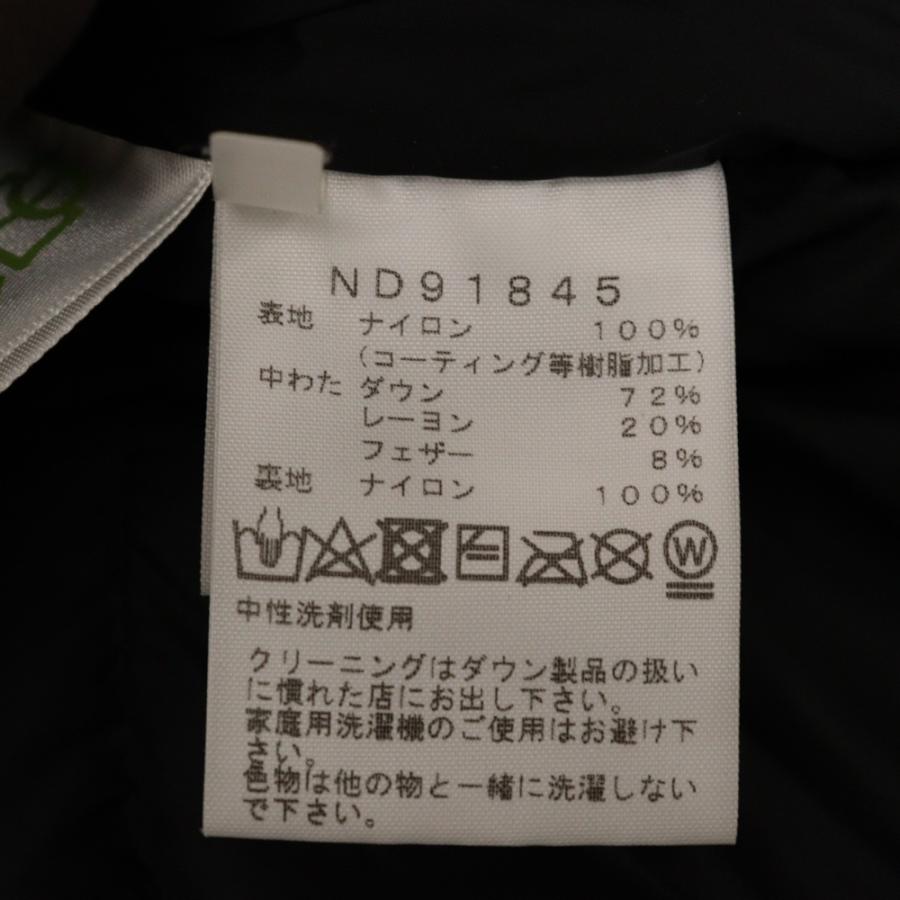 ND91845
表地 ナイロン 100%
(コーティング等樹脂加工)
中わた ダウン 72%
レーヨン 20%
フェザー 8%
裏地 ナイロン 100%
W
中性洗剤使用
クリーニングはダウン製品の扱い
に慣れた店にお出し下さい。
家庭用洗濯機のご使用はお避け下
さい。
色物は他の物と一緒に洗濯しない
で下さい。